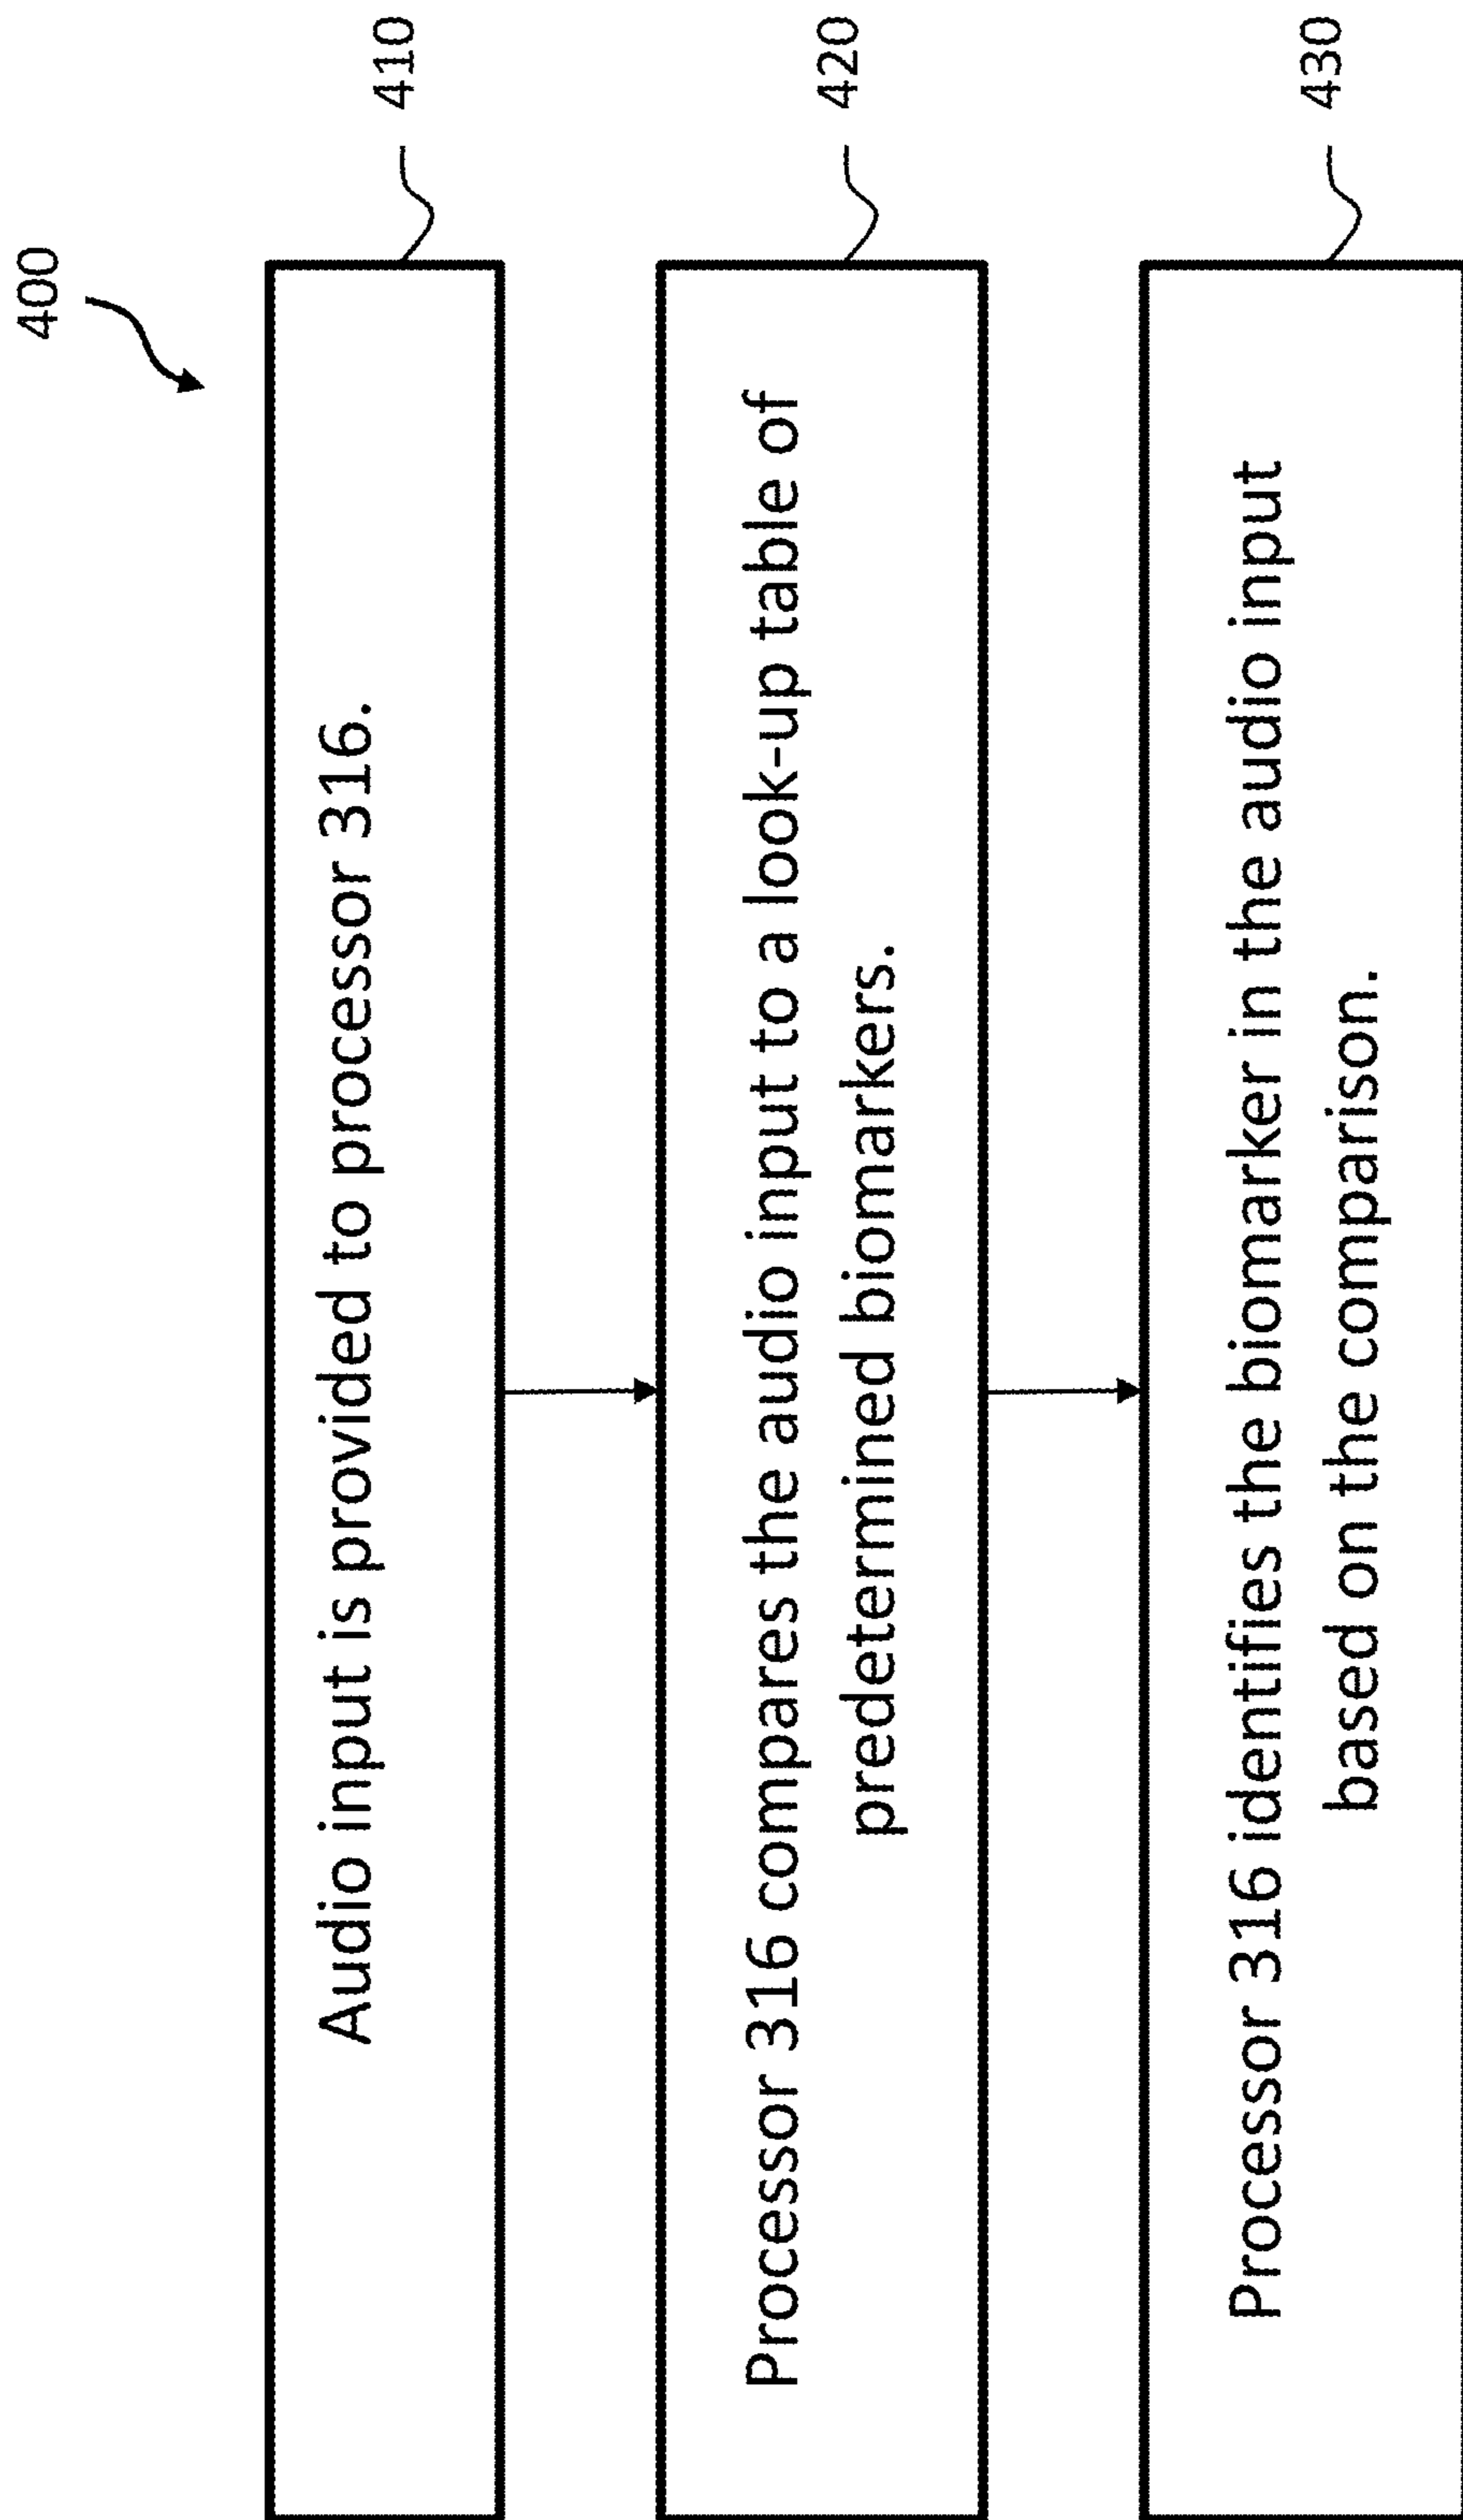 400
Audio input is provided to processor 316.
410
Processor 316 compares the audio input to a look-up table of
predetermined biomarkers.
420
Processor 316 identifies the biomarker in the audio input
based on the comparison.
430